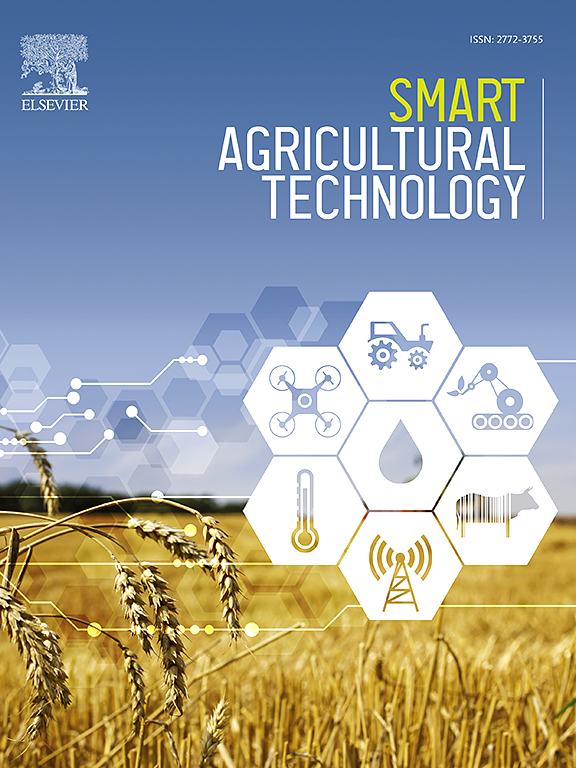 ELSEVIER
ISSN: 2772-3755
SMART
AGRICULTURAL
TECHNOLOGY